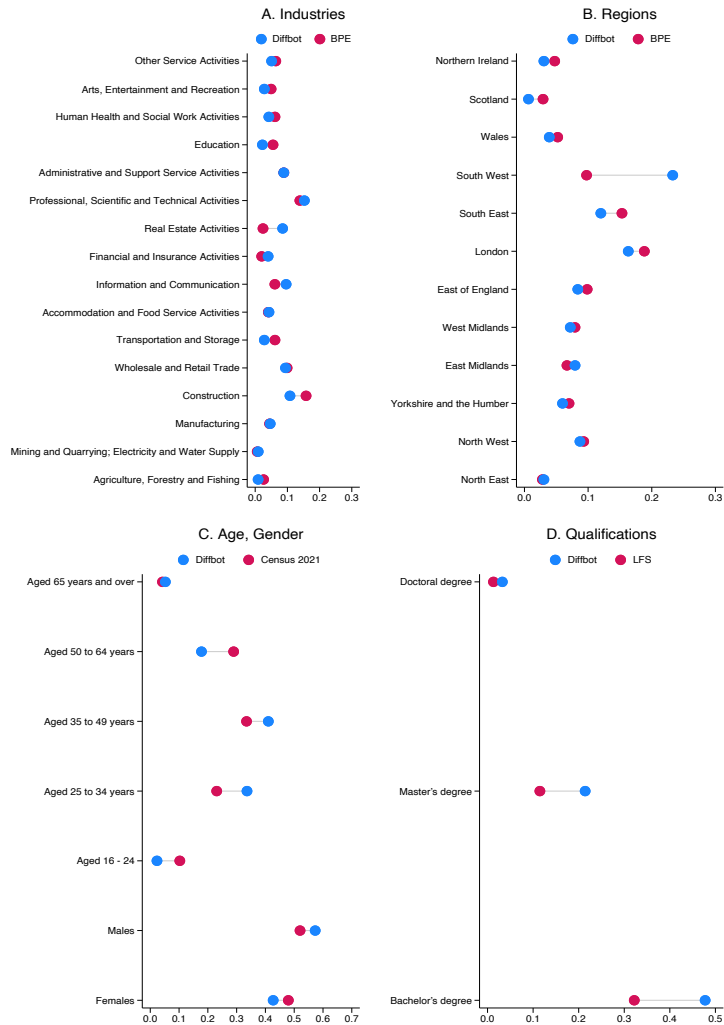 A. Industries
Diffbot BPE
Other Service Activities
Arts, Entertainment and Recreation
Human Health and Social Work Activities
Education
Administrative and Support Service Activities
Professional, Scientific and Technical Activities
Real Estate Activities
Financial and Insurance Activities
Information and Communication
Accommodation and Food Service Activities
Transportation and Storage
Wholesale and Retail Trade
Construction
Manufacturing
Mining and Quarrying; Electricity and Water Supply
Agriculture, Forestry and Fishing
0.0 0.1 0.2 0.3
B. Regions
Diffbot BPE
Northern Ireland
Scotland
Wales
South West
South East
London
East of England
West Midlands
East Midlands
Yorkshire and the Humber
North West
North East
0.0 0.1 0.2 0.3
C. Age, Gender
Diffbot Census 2021
Aged 65 years and over
Aged 50 to 64 years
Aged 35 to 49 years
Aged 25 to 34 years
Aged 16 - 24
Males
Females
0.0 0.1 0.2 0.3 0.4 0.5 0.6 0.7
D. Qualifications
Diffbot LFS
Doctoral degree
Master's degree
Bachelor's degree
0.0 0.1 0.2 0.3 0.4 0.5